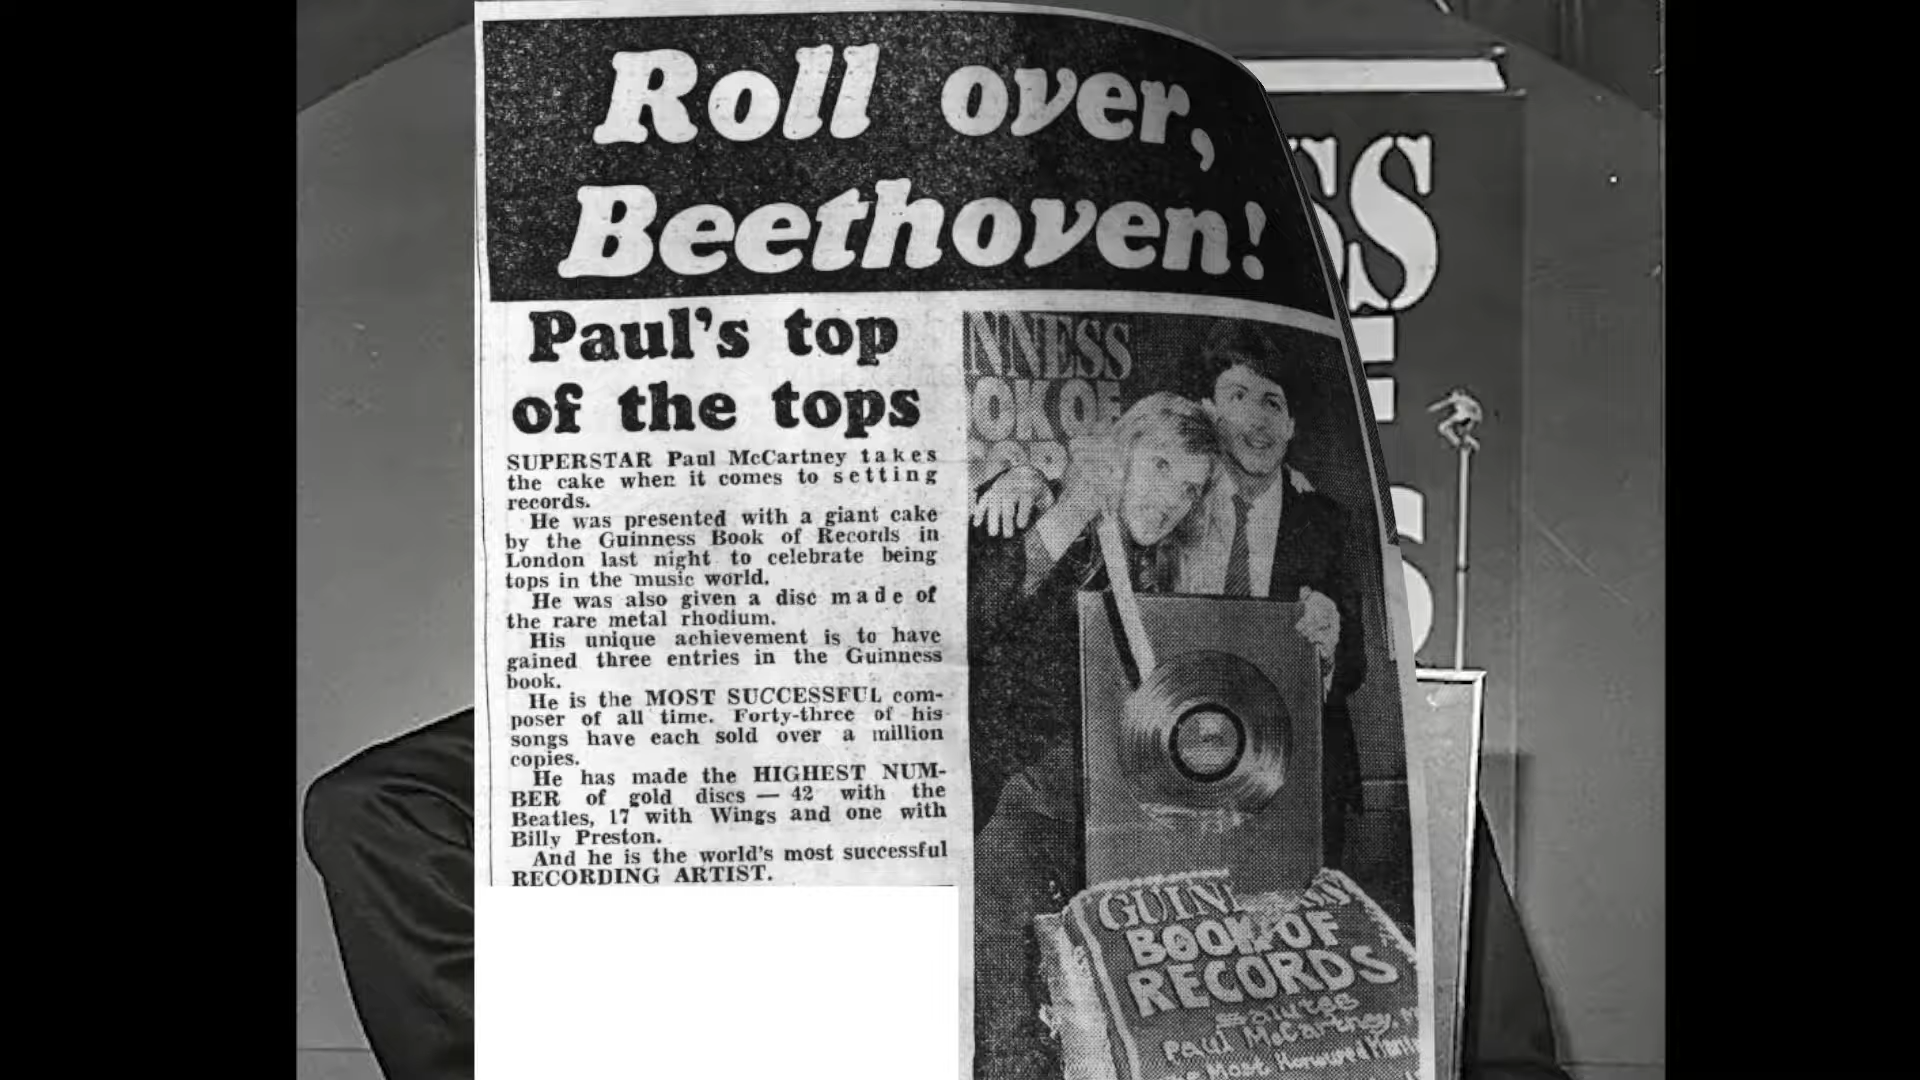 Roll over,
Beethoven!
Paul's top
of the tops
SUPERSTAR Paul McCartney takes
the cake when it comes to setting
records.
He was presented with a giant cake
by the Guinness Book of Records in
London last night to celebrate being
tops in the music world.
He was also given a disc made of
the rare metal rhodium.
His unique achievement is to have
gained three entries in the Guinness
book.
He is the MOST SUCCESSFUL com-
poser of all time. Forty-three of his
songs have each sold over a million
copies.
He has made the HIGHEST NUM-
BER of gold discs — 42 with the
Beatles, 17 with Wings and one with
Billy Preston.
And he is the world's most successful
RECORDING ARTIST.
NNESS
OK OF
BOOK OF
RECORDS
Salutes
Paul McCartney,
Most Honoured
SS
E
S